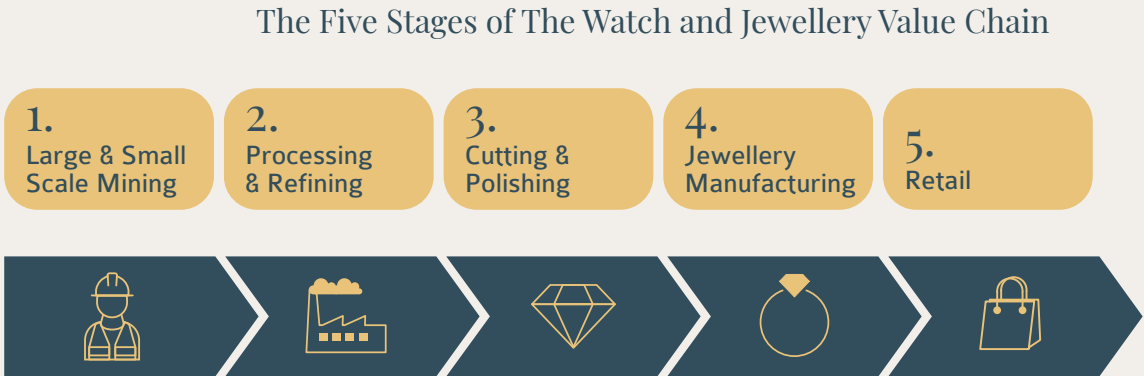 The Five Stages of The Watch and Jewellery Value Chain
1.
Large & Small
Scale Mining
2.
Processing
& Refining
3.
Cutting &
Polishing
4.
Jewellery
Manufacturing
5.
Retail